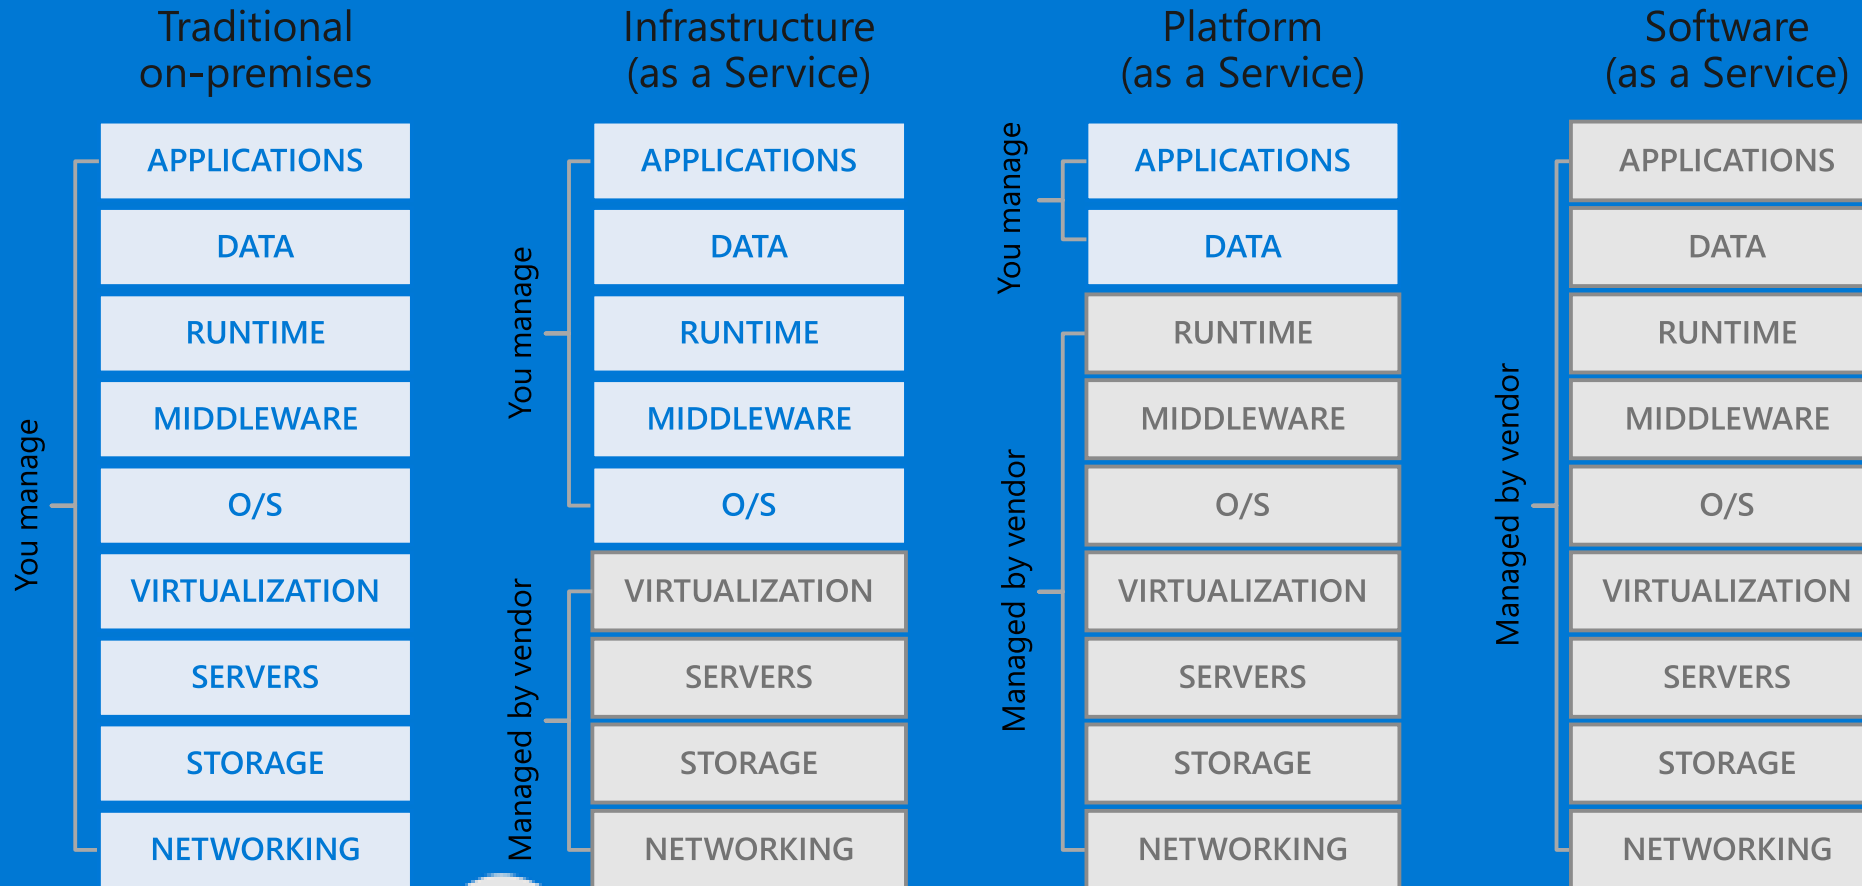 Traditional
on-premises
You manage
APPLICATIONS
DATA
RUNTIME
MIDDLEWARE
O/S
VIRTUALIZATION
SERVERS
STORAGE
NETWORKING
Infrastructure
(as a Service)
You manage
APPLICATIONS
DATA
RUNTIME
MIDDLEWARE
O/S
Managed by vendor
VIRTUALIZATION
SERVERS
STORAGE
NETWORKING
Platform
(as a Service)
You manage
APPLICATIONS
DATA
Managed by vendor
RUNTIME
MIDDLEWARE
O/S
VIRTUALIZATION
SERVERS
STORAGE
NETWORKING
Software
(as a Service)
Managed by vendor
APPLICATIONS
DATA
RUNTIME
MIDDLEWARE
O/S
VIRTUALIZATION
SERVERS
STORAGE
NETWORKING